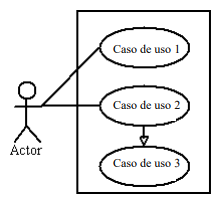 Caso de uso 1
Caso de uso 2
Caso de uso 3
Actor